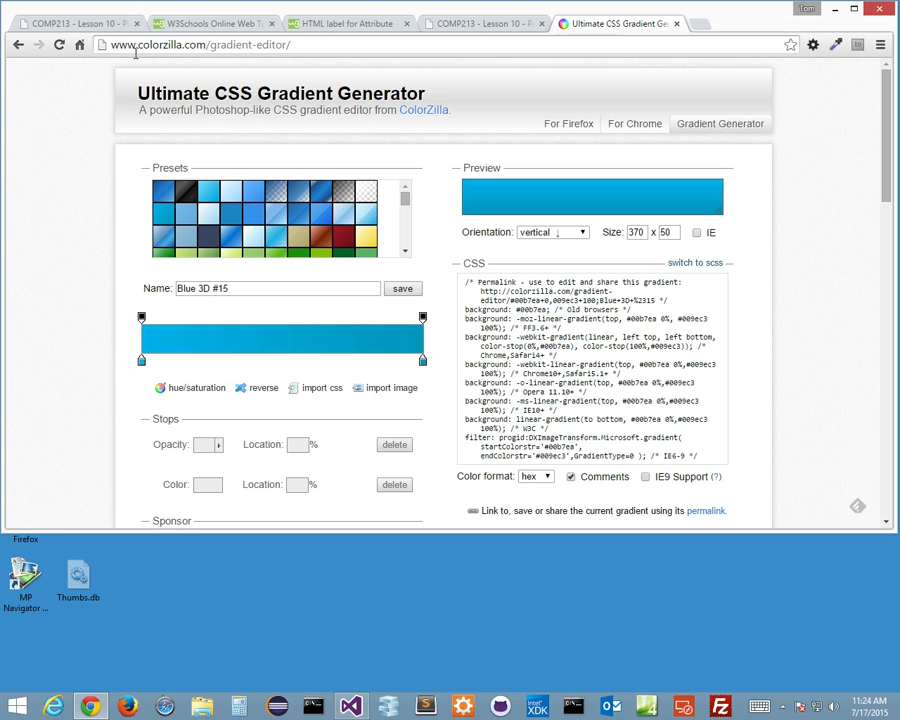 Tom
COMP213 - Lesson 10 - P
W3Schools Online Web T
HTML label for Attribute
COMP213 - Lesson 10 - P
Ultimate CSS Gradient Ge
www.colorzilla.com/gradient-editor/
Ultimate CSS Gradient Generator
A powerful Photoshop-like CSS gradient editor from ColorZilla.
For Firefox For Chrome Gradient Generator
Presets
Name: Blue 3D #15 save
hue/saturation reverse import css import image
Stops
Opacity: Location: % delete
Color: Location: % delete
Sponsor
Preview
Orientation: vertical ↓ Size: 370 x 50 IE
CSS switch to scss
/* Permalink - use to edit and share this gradient:
http://colorzilla.com/gradient-
editor/#00b7ea+0,009ec3+100;Blue+3D+%2315 */
background: #00b7ea; /* Old browsers */
background: -moz-linear-gradient(top, #00b7ea 0%, #009ec3
100%); /* FF3.6+ */
background: -webkit-gradient(linear, left top, left bottom,
color-stop(0%,#00b7ea), color-stop(100%,#009ec3)); /*
Chrome,Safari4+ */
background: -webkit-linear-gradient(top, #00b7ea 0%,#009ec3
100%); /* Chrome10+,Safari5.1+ */
background: -o-linear-gradient(top, #00b7ea 0%,#009ec3
100%); /* Opera 11.10+ */
background: -ms-linear-gradient(top, #00b7ea 0%,#009ec3
100%); /* IE10+ */
background: linear-gradient(to bottom, #00b7ea 0%,#009ec3
100%); /* W3C */
filter: progid:DXImageTransform.Microsoft.gradient(
startColorstr='#00b7ea',
endColorstr='#009ec3',GradientType=0 ); /* IE6-9 */
Color format: hex Comments IE9 Support (?)
Link to, save or share the current gradient using its permalink.
Firefox
MP
Navigator ...
Thumbs.db
Intel
XDK
11:24 AM
7/17/2015